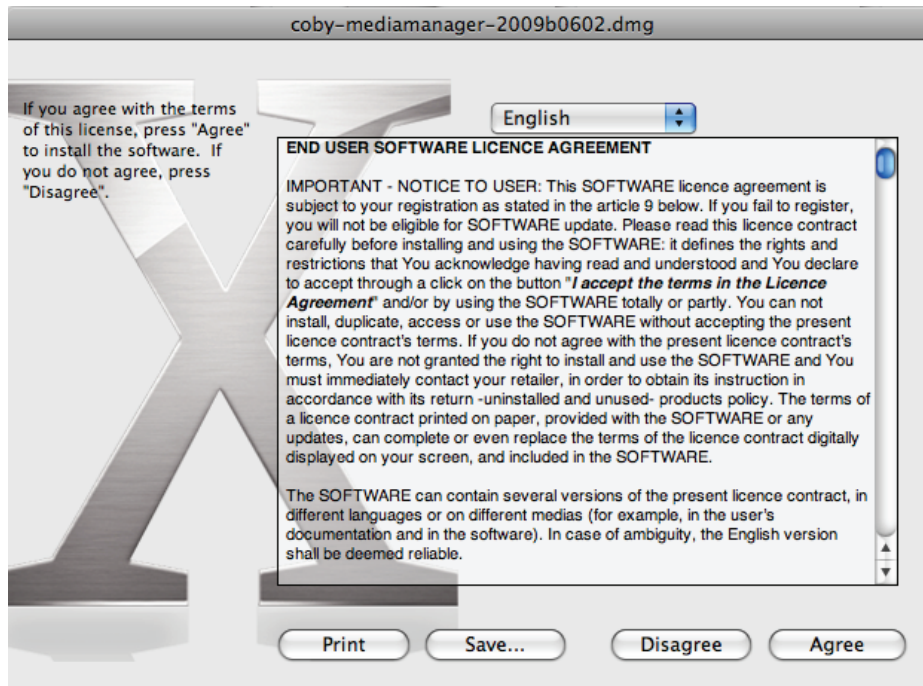 coby-mediamanager-2009b0602.dmg
If you agree with the terms
of this license, press "Agree"
to install the software.  If
you do not agree, press
"Disagree".
English
END USER SOFTWARE LICENCE AGREEMENT
IMPORTANT - NOTICE TO USER: This SOFTWARE licence agreement is
subject to your registration as stated in the article 9 below. If you fail to register,
you will not be eligible for SOFTWARE update. Please read this licence contract
carefully before installing and using the SOFTWARE: it defines the rights and
restrictions that You acknowledge having read and understood and You declare
to accept through a click on the button "I accept the terms in the Licence
Agreement" and/or by using the SOFTWARE totally or partly. You can not
install, duplicate, access or use the SOFTWARE without accepting the present
licence contract's terms. If you do not agree with the present licence contract's
terms, You are not granted the right to install and use the SOFTWARE and You
must immediately contact your retailer, in order to obtain its instruction in
accordance with its return -uninstalled and unused- products policy. The terms of
a licence contract printed on paper, provided with the SOFTWARE or any
updates, can complete or even replace the terms of the licence contract digitally
displayed on your screen, and included in the SOFTWARE.
The SOFTWARE can contain several versions of the present licence contract, in
different languages or on different medias (for example, in the user's
documentation and in the software). In case of ambiguity, the English version
shall be deemed reliable.
Print
Save...
Disagree
Agree